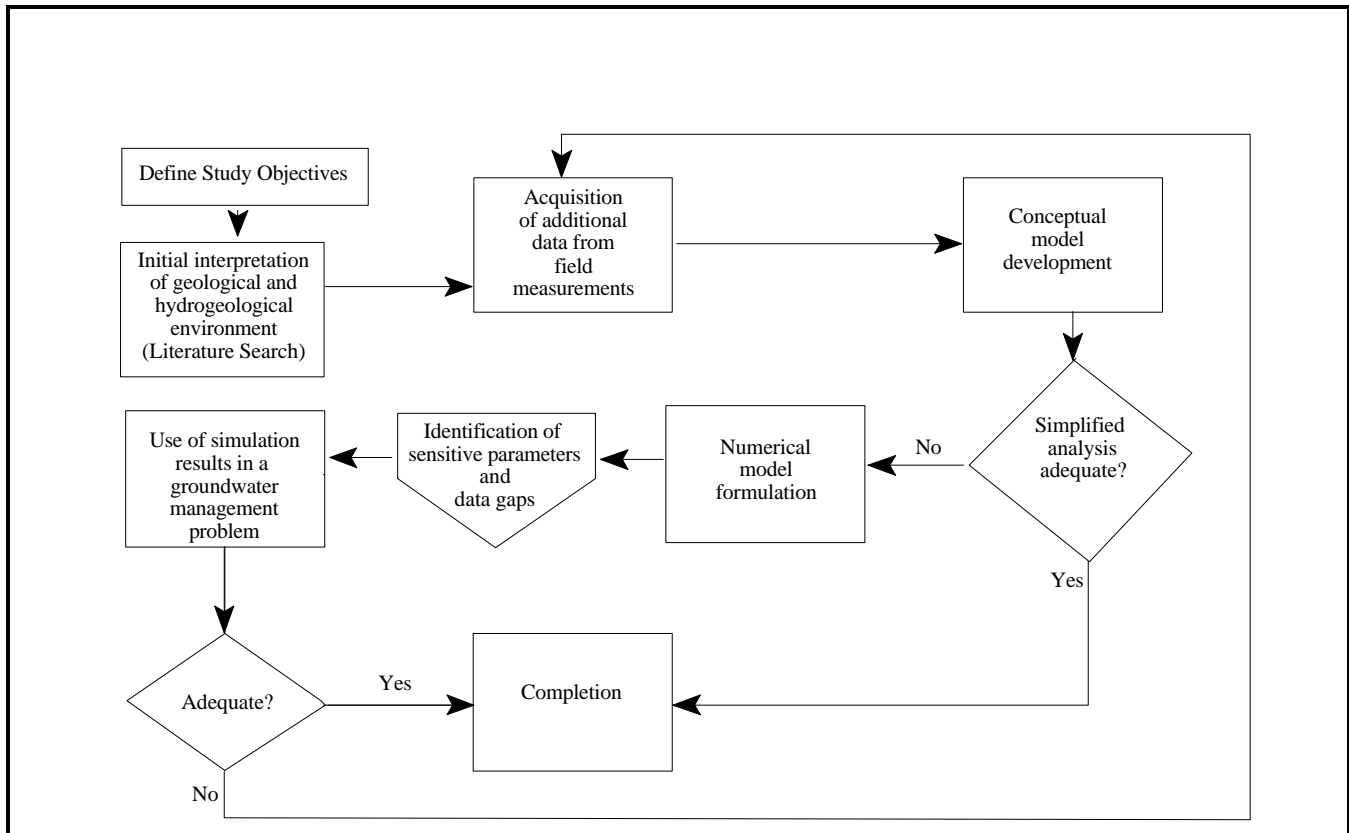 Define Study Objectives
Initial interpretation
of geological and
hydrogeological
environment
(Literature Search)
Acquisition
of additional
data from
field
measurements
Conceptual
model
development
Simplified
analysis
adequate?
No
Yes
Numerical
model
formulation
Identification of
sensitive parameters
and
data gaps
Use of simulation
results in a
groundwater
management
problem
Adequate?
Yes
No
Completion